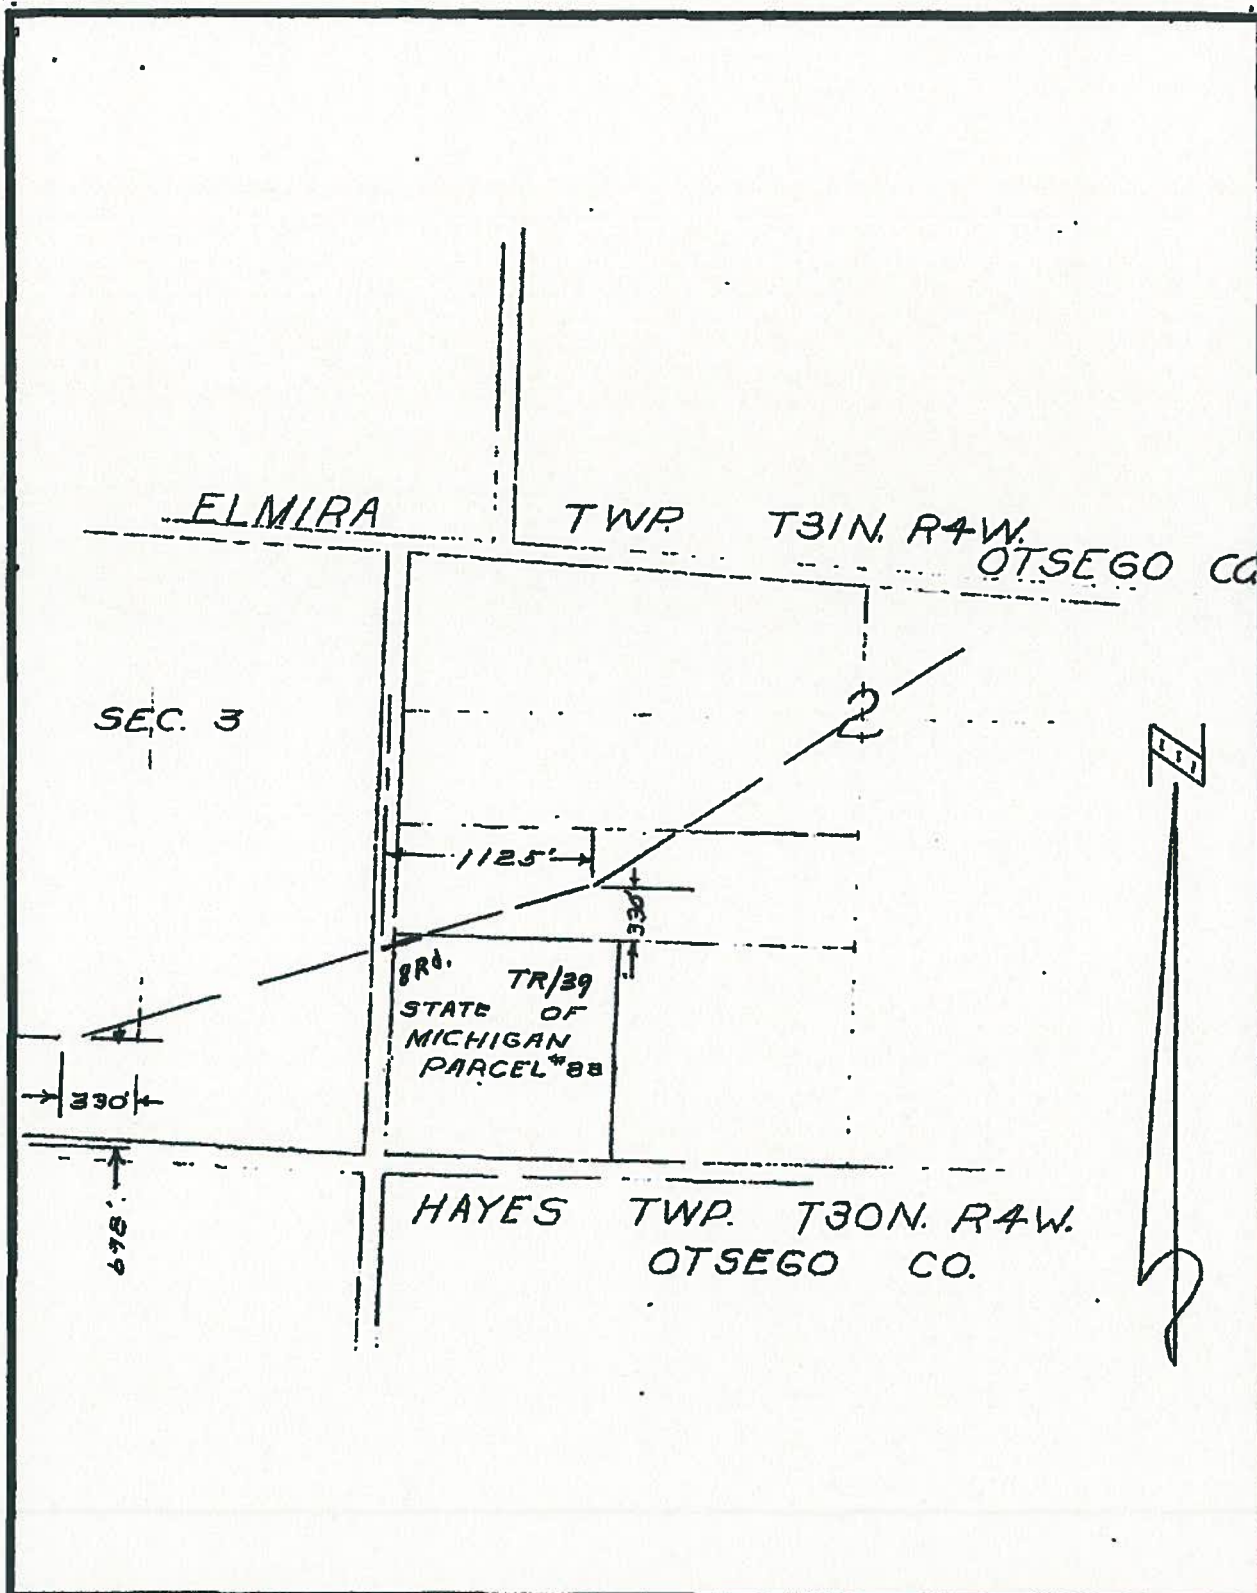 ELMIRA TWP. T31N. R4W.
OTSEGO CO.
SEC. 3
2
1125'
330'
8Rd.
TR/39
STATE OF
MICHIGAN
PARCEL #88
330'
678'
HAYES TWP. T30N. R4W.
OTSEGO CO.